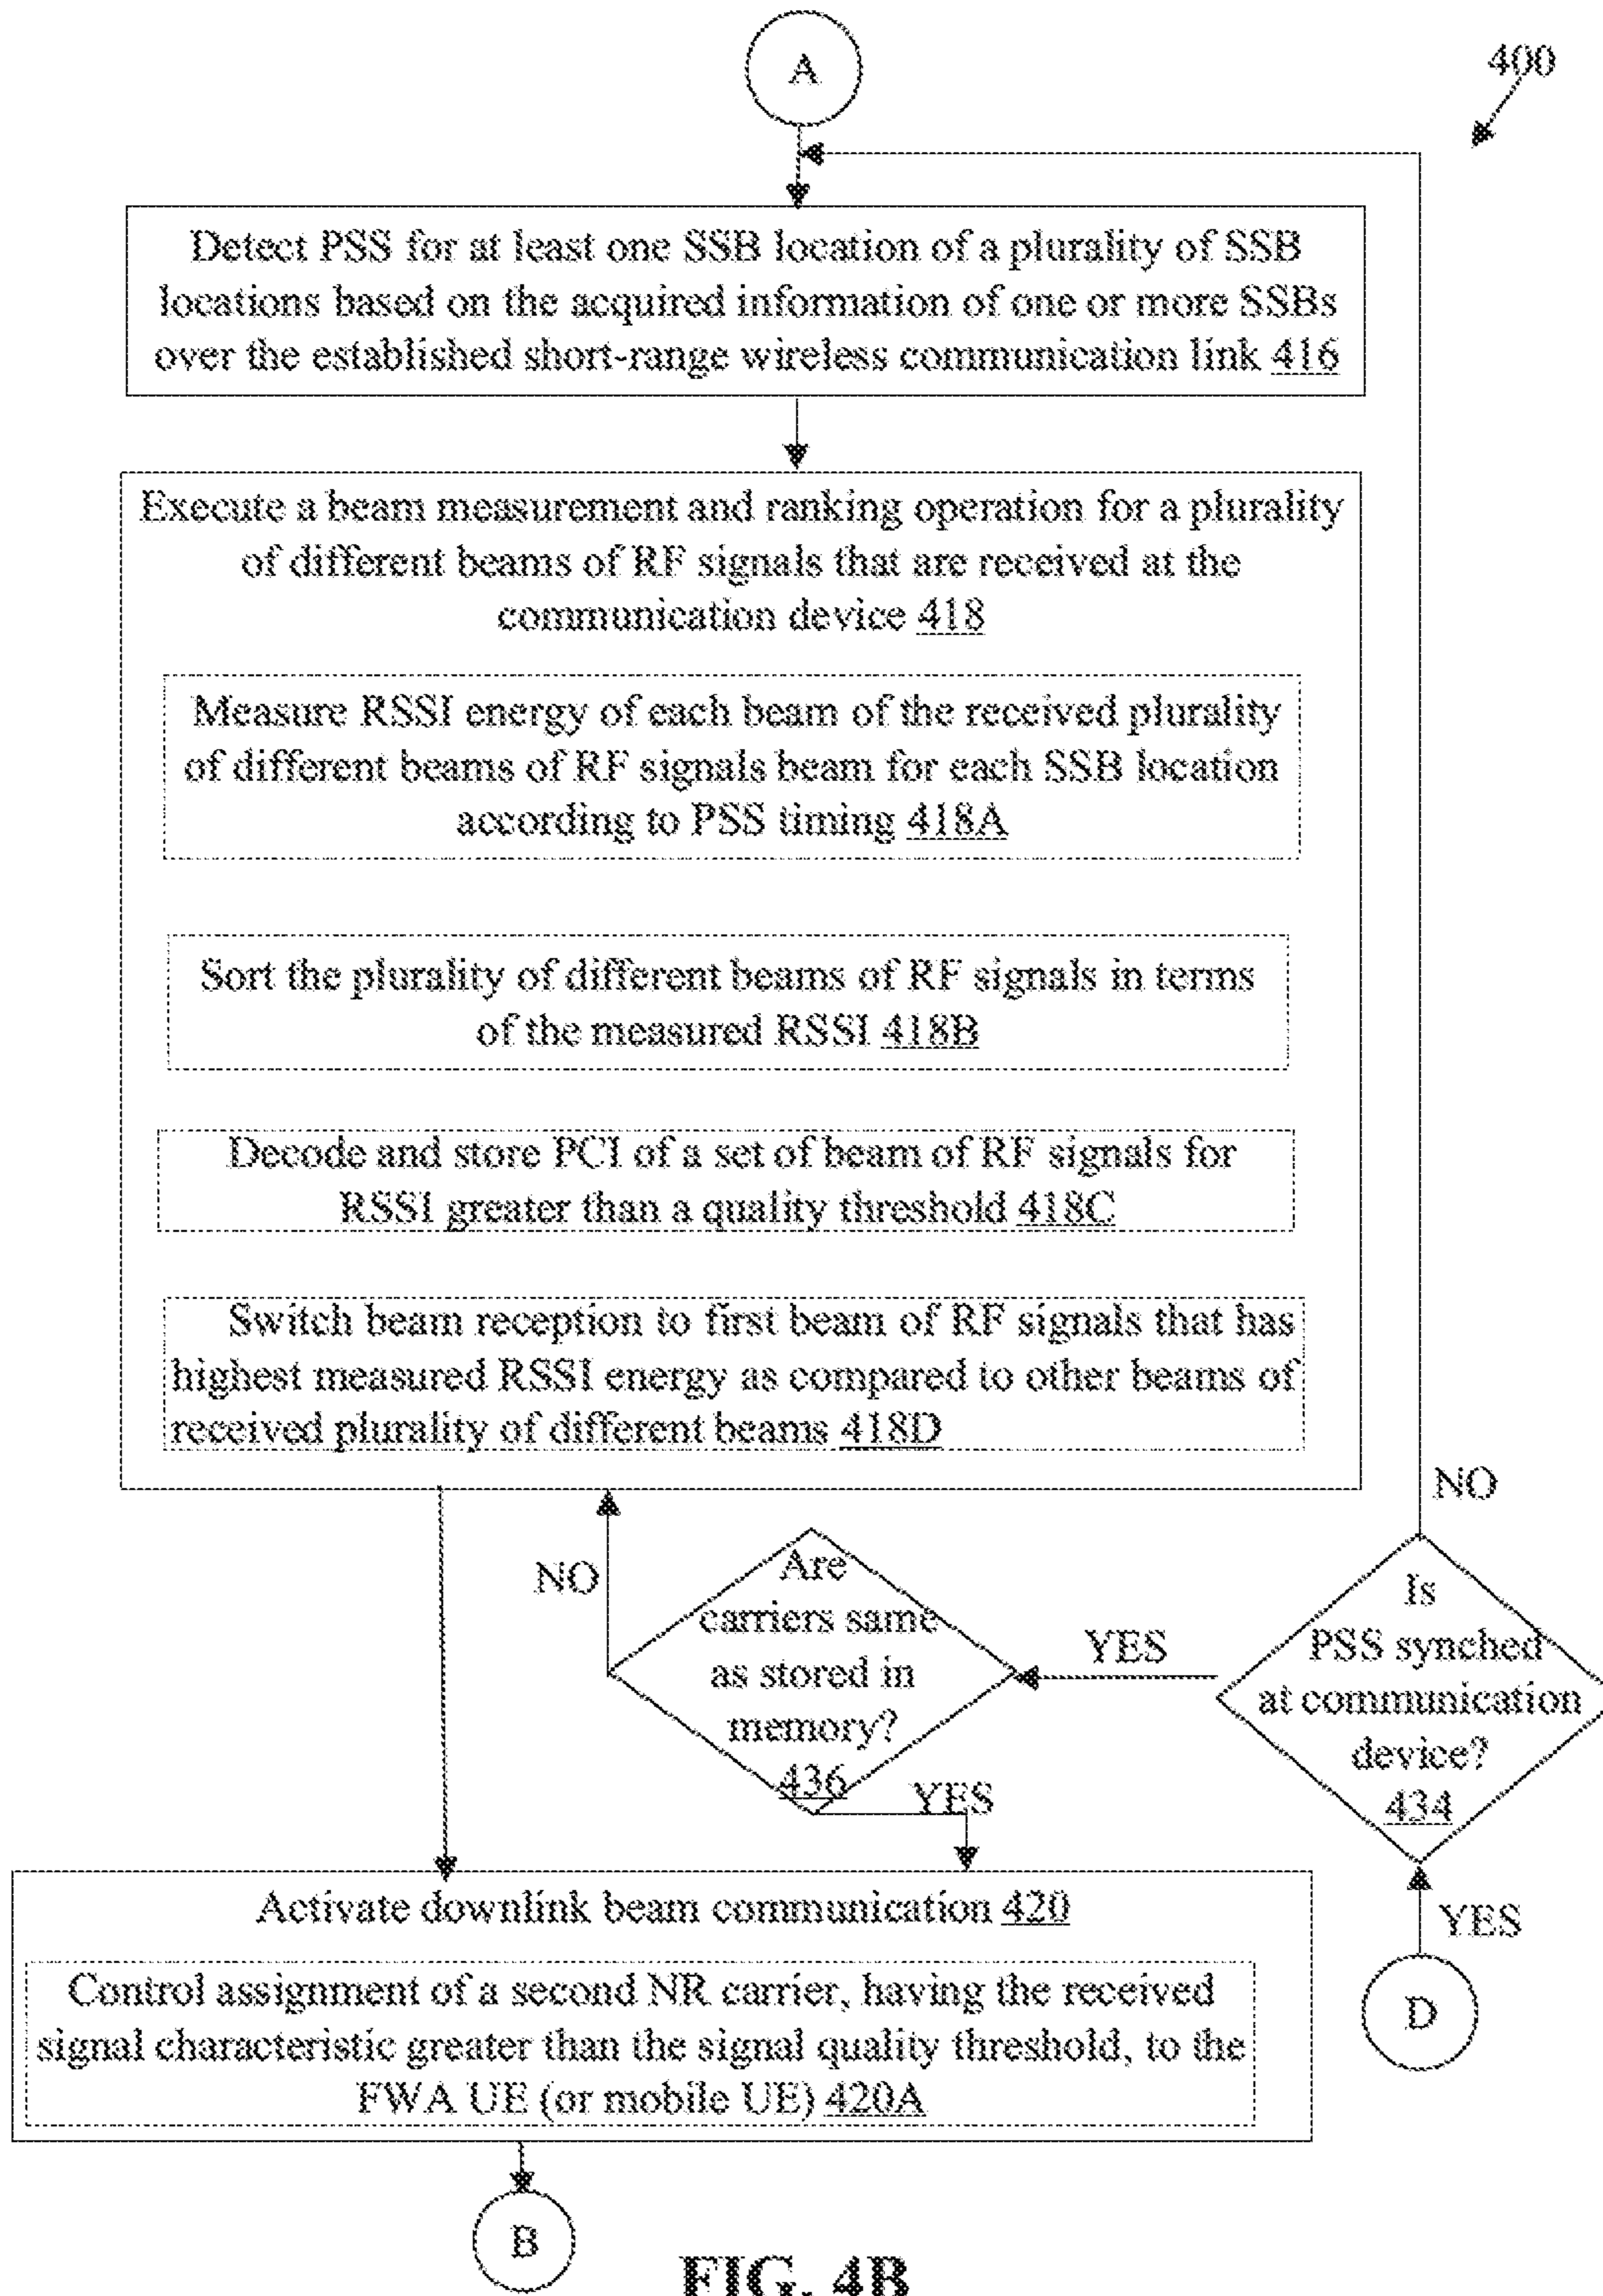 A
400
Detect PSS for at least one SSB location of a plurality of SSB
locations based on the acquired information of one or more SSBs
over the established short-range wireless communication link 416
Execute a beam measurement and ranking operation for a plurality
of different beams of RF signals that are received at the
communication device 418
Measure RSSI energy of each beam of the received plurality
of different beams of RF signals beam for each SSB location
according to PSS timing 418A
Sort the plurality of different beams of RF signals in terms
of the measured RSSI 418B
Decode and store PCI of a set of beam of RF signals for
RSSI greater than a quality threshold 418C
Switch beam reception to first beam of RF signals that has
highest measured RSSI energy as compared to other beams of
received plurality of different beams 418D
NO
NO
Are
carriers same
as stored in
memory?
436
YES
YES
Is
PSS synched
at communication
device?
434
YES
D
Activate downlink beam communication 420
Control assignment of a second NR carrier, having the received
signal characteristic greater than the signal quality threshold, to the
FWA UE (or mobile UE) 420A
B
FIG. 4B